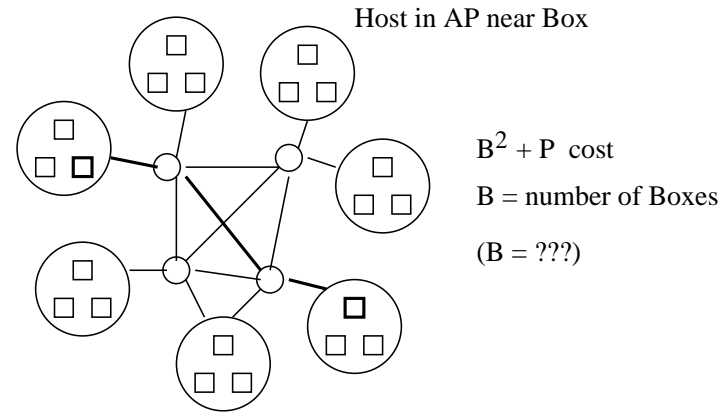 Host in AP near Box
B² + P cost
B = number of Boxes
(B = ???)